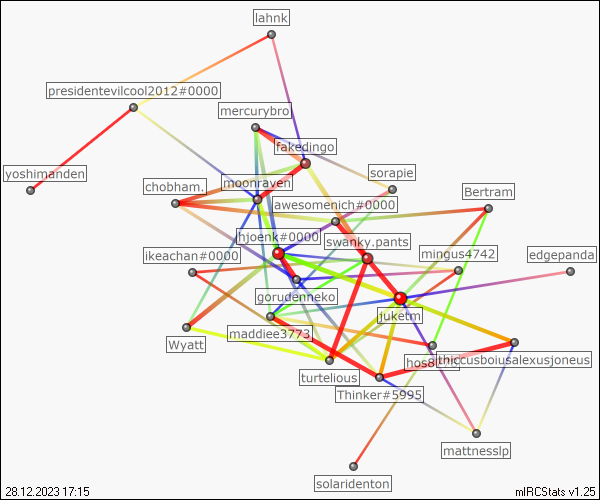 lahnk
presidentevilcool2012#0000
mercurybro
fakedingo
yoshimanden
moonraven
sorapie
chobham.
Bertram
awesomenich#0000
hjoenk#0000
swanky.pants
ikeachan#0000
mingus4742
edgepanda
gorudenneko
juketm
maddiee3773
Wyatt
thiccusboiusalexusjoneus
turtelious
Thinker#5995
mattnesslp
solaridenton
28.12.2023 17:15
mIRCStats v1.25